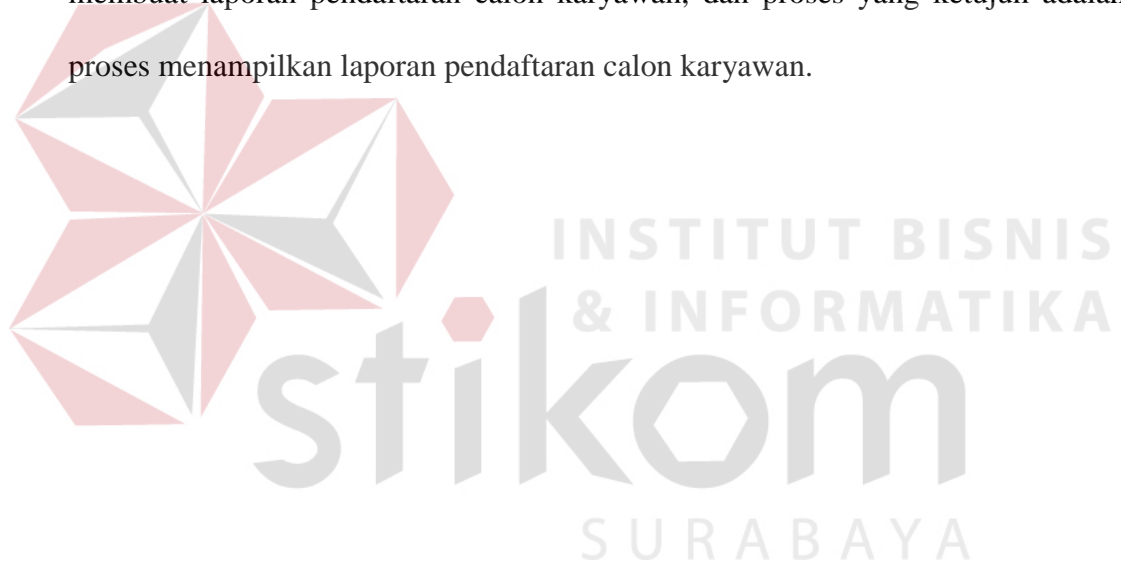 membuat laporan pendaftaran calon karyawan, dan proses yang ketujuh adalah
proses menampilkan laporan pendaftaran calon karyawan.
INSTITUT BISNIS
& INFORMATIKA
stikom
SURABAYA